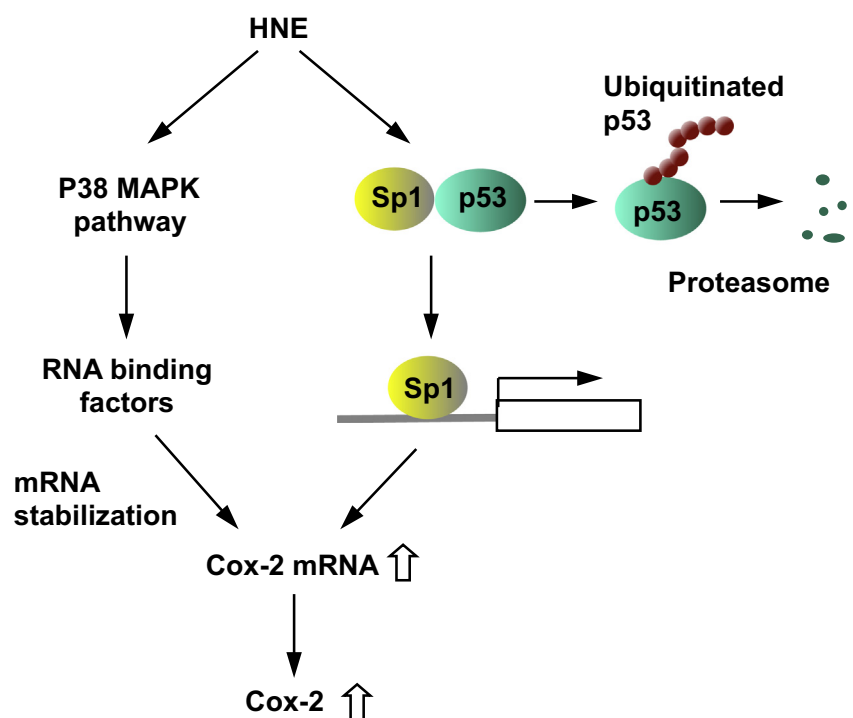 HNE
Ubiquitinated
p53
P38 MAPK
pathway
Sp1
p53
p53
Proteasome
RNA binding
factors
Sp1
mRNA
stabilization
Cox-2 mRNA
Cox-2